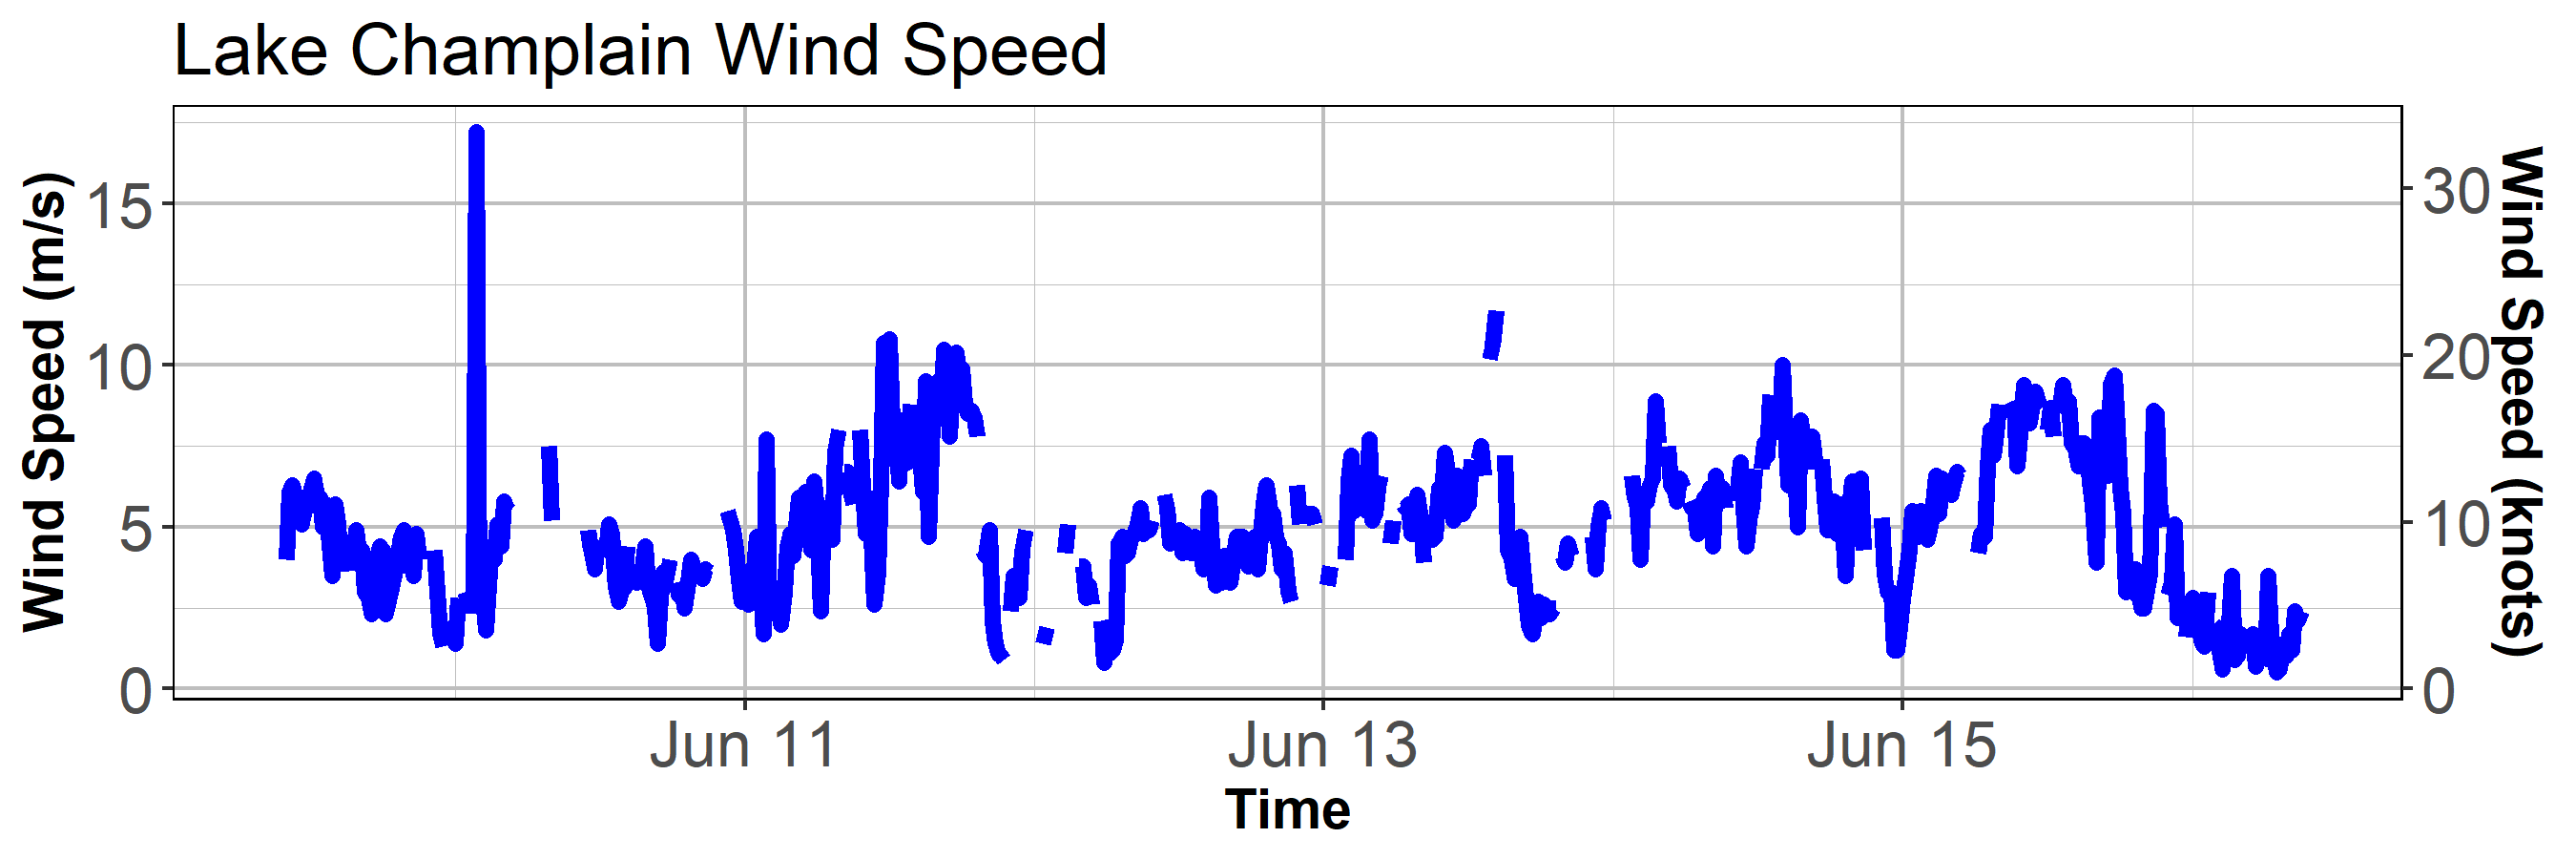 Lake Champlain Wind Speed
Wind Speed (m/s)
15
10
5
0
30
20
10
0
Wind Speed (knots)
Jun 11
Jun 13
Jun 15
Time